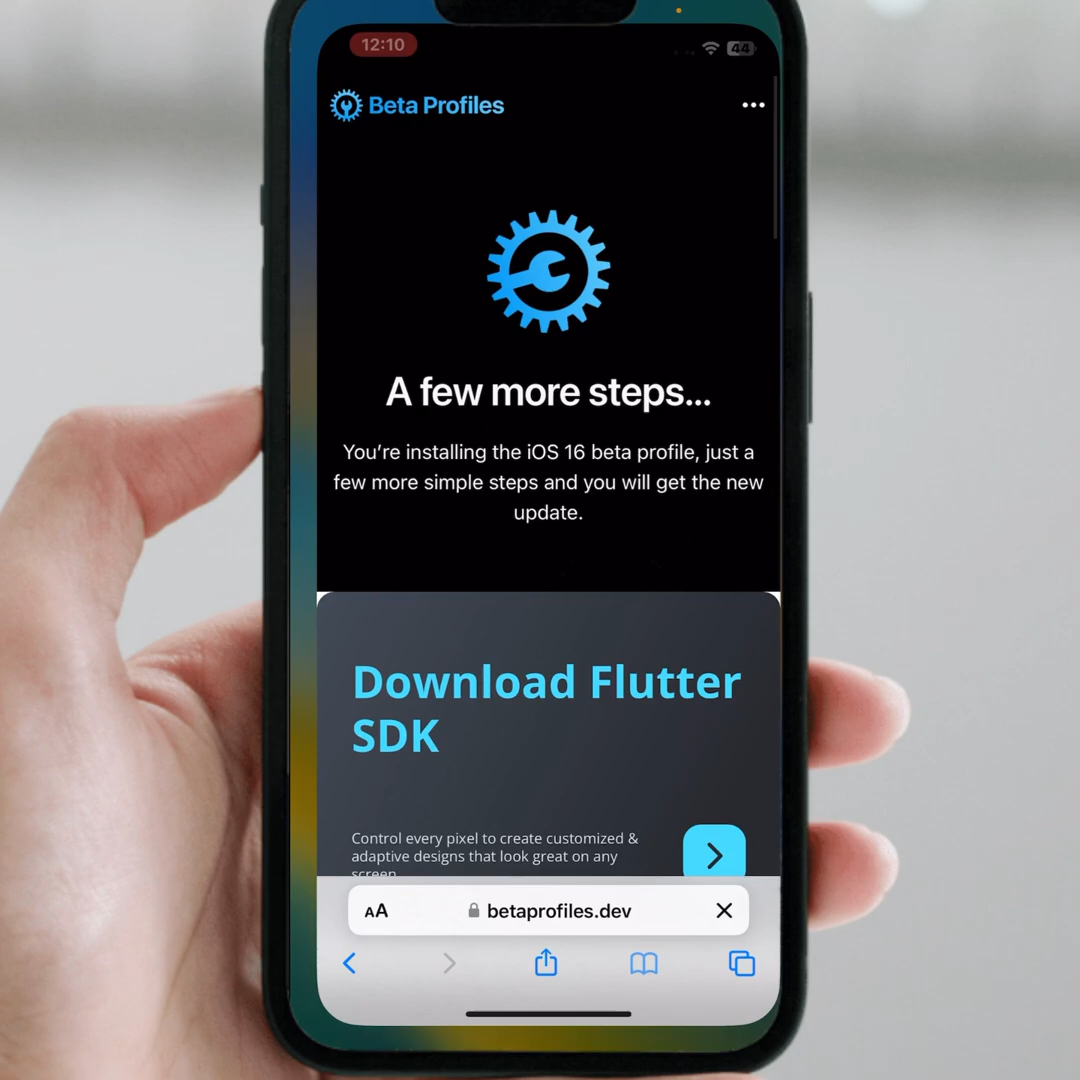 12:10
44
Beta Profiles
A few more steps...
You're installing the iOS 16 beta profile, just a
few more simple steps and you will get the new
update.
Download Flutter
SDK
Control every pixel to create customized &
adaptive designs that look great on any
screen
AA
betaprofiles.dev